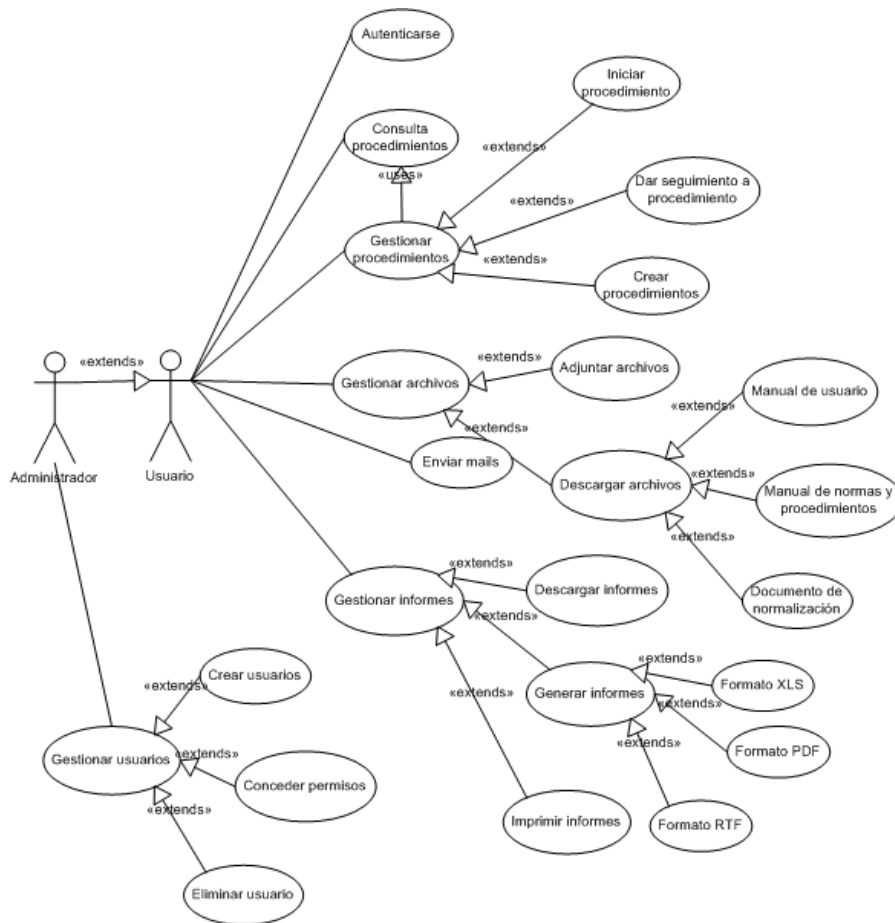 Autenticarse
Iniciar
procedimiento
Consulta
procedimientos
«extends»
«uses»
Dar seguimiento a
procedimiento
«extends»
Gestionar
procedimientos
«extends»
Crear
procedimientos
«extends»
«extends»
Adjuntar archivos
Gestionar archivos
Manual de usuario
«extends»
«extends»
Administrador
Usuario
Enviar mails
Descargar archivos
«extends»
Manual de normas y
procedimientos
«extends»
«extends»
Descargar informes
Documento de
normalización
Gestionar informes
«extends»
«extends»
Crear usuarios
«extends»
«extends»
Generar informes
Formato XLS
«extends»
«extends»
Gestionar usuarios
«extends»
Formato PDF
Conceder permisos
«extends»
Imprimir informes
Formato RTF
Eliminar usuario